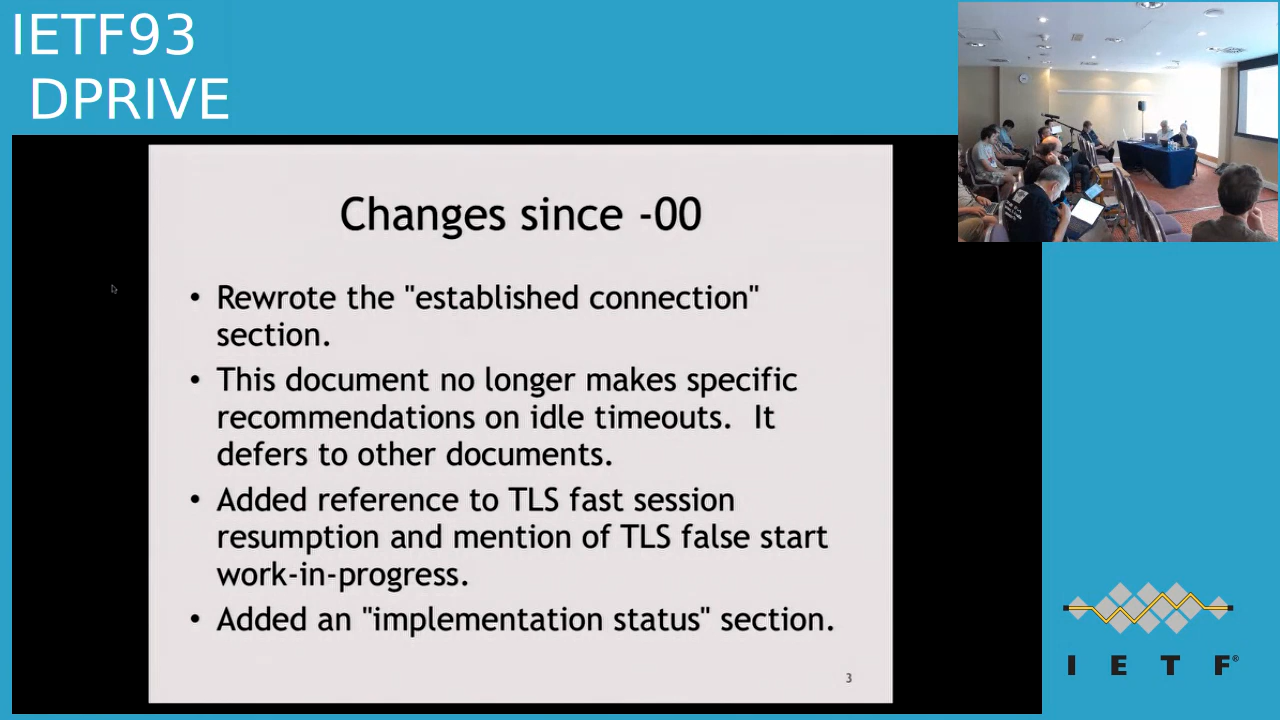 IETF93
DPRIVE
Changes since -00
• Rewrote the "established connection"
section.
• This document no longer makes specific
recommendations on idle timeouts. It
defers to other documents.
• Added reference to TLS fast session
resumption and mention of TLS false start
work-in-progress.
• Added an "implementation status" section.
3
I E T F®